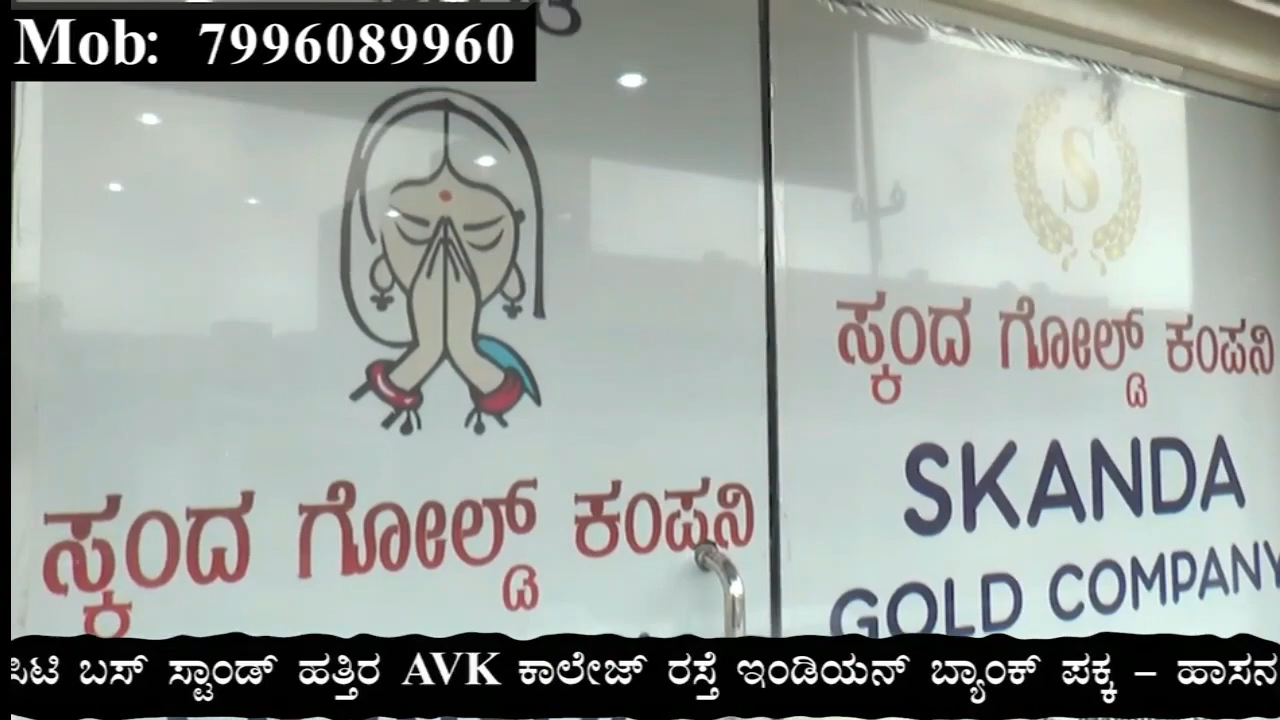 Mob: 7996089960
S
ಸ್ಕಂದ ಗೋಲ್ಡ್ ಕಂಪನಿ
SKANDA
GOLD COMPANY
ಸ್ಕಂದ ಗೋಲ್ಡ್ ಕಂಪನಿ
ಸಿಟಿ ಬಸ್ ಸ್ಟಾಂಡ್ ಹತ್ತಿರ AVK ಕಾಲೇಜ್ ರಸ್ತೆ ಇಂಡಿಯನ್ ಬ್ಯಾಂಕ್ ಪಕ್ಕ – ಹಾಸನ